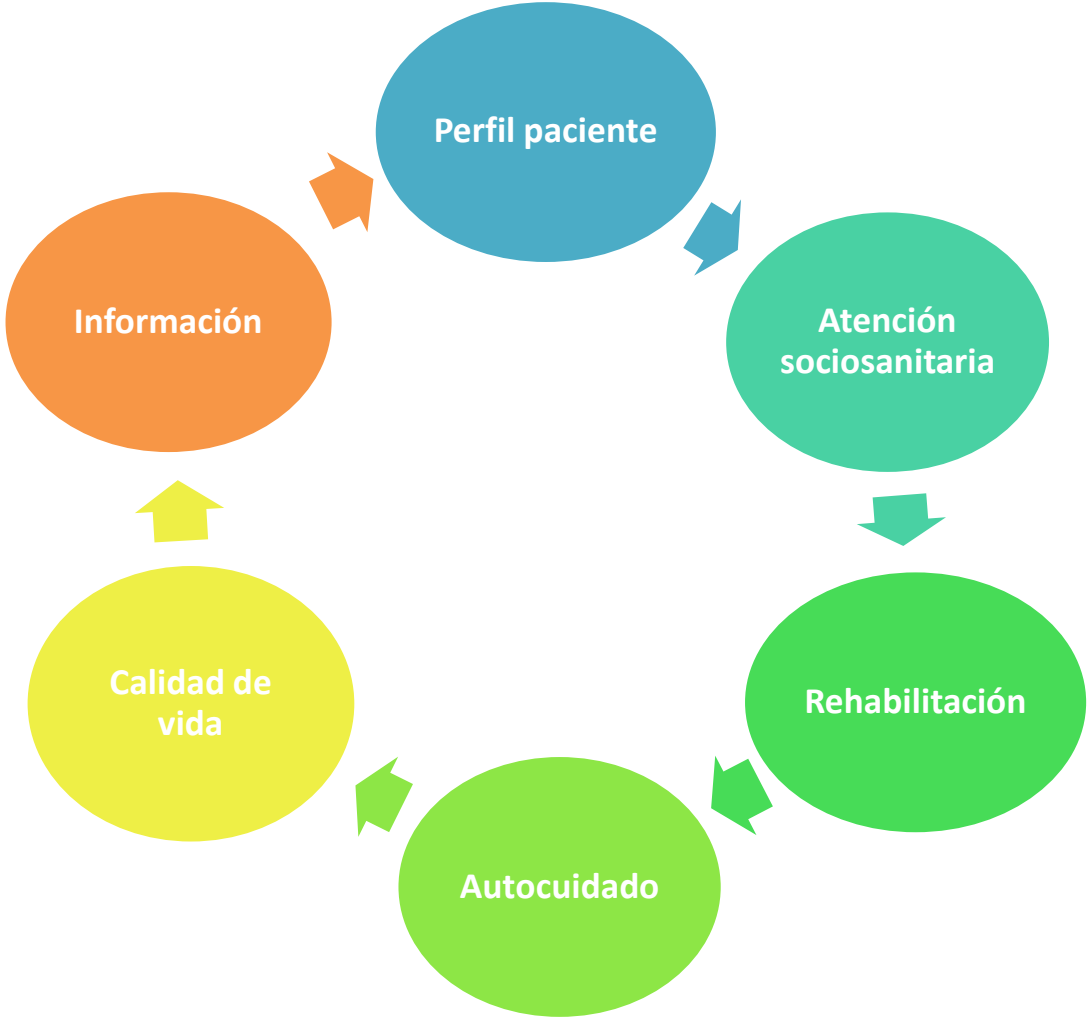 Perfil paciente
Atención
sociosanitaria
Rehabilitación
Autocuidado
Calidad de
vida
Información